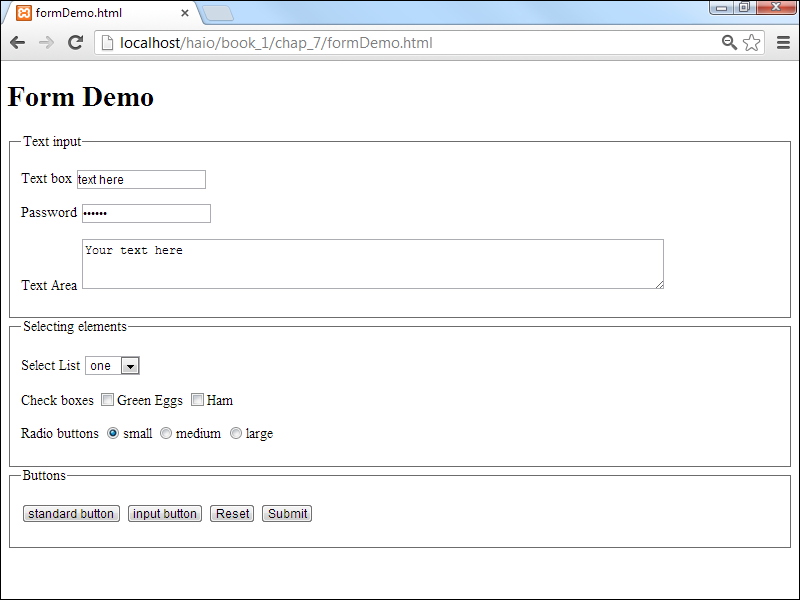 formDemo.html
localhost/haio/book_1/chap_7/formDemo.html
Form Demo
Text input
Text box text here
Password ••••••
Your text here
Text Area
Selecting elements
Select List one
Check boxes Green Eggs Ham
Radio buttons small medium large
Buttons
standard button input button Reset Submit